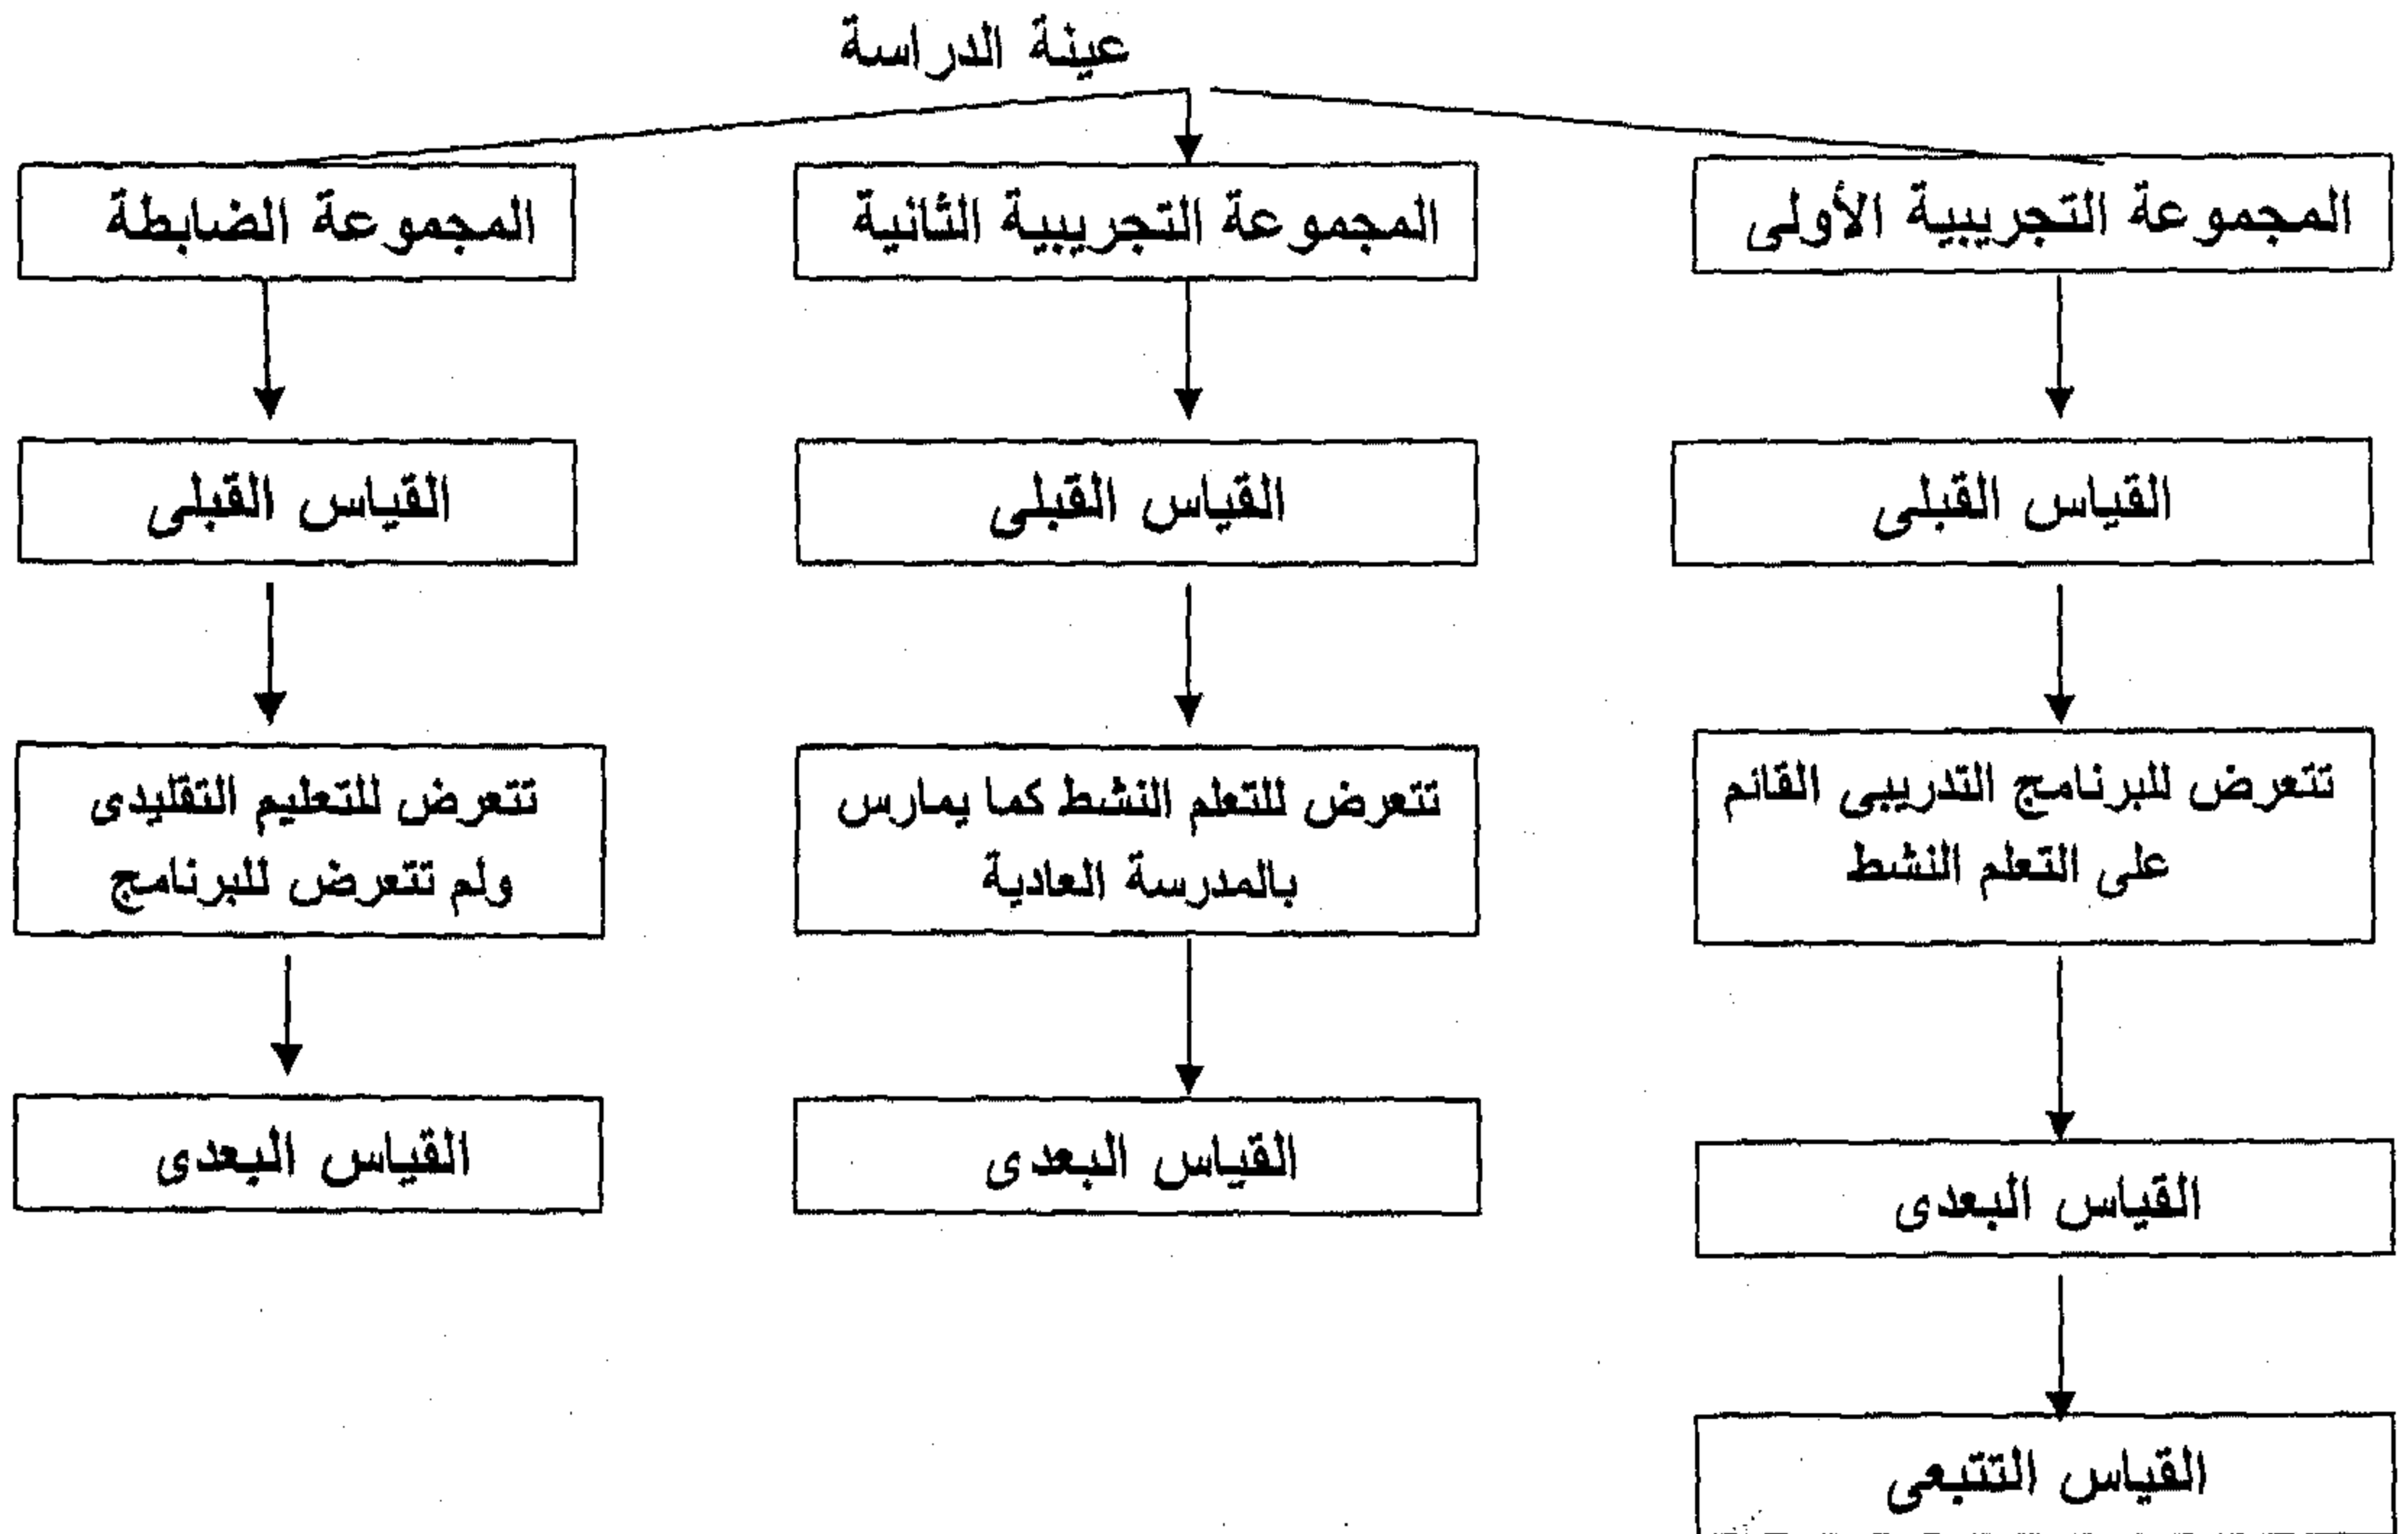 عينة الدراسة
المجموعة التجريبية الأولى
المجموعة التجريبية الثانية
المجموعة الضابطة
القياس القبلى
القياس القبلى
القياس القبلى
تتعرض للبرنامج التدريبى القائم
على التعلم النشط
تتعرض للتعلم النشط كما يمارس
بالمدرسة العادية
تتعرض للتعليم التقليدى
ولم تتعرض للبرنامج
القياس البعدى
القياس البعدى
القياس البعدى
القياس التتبعى